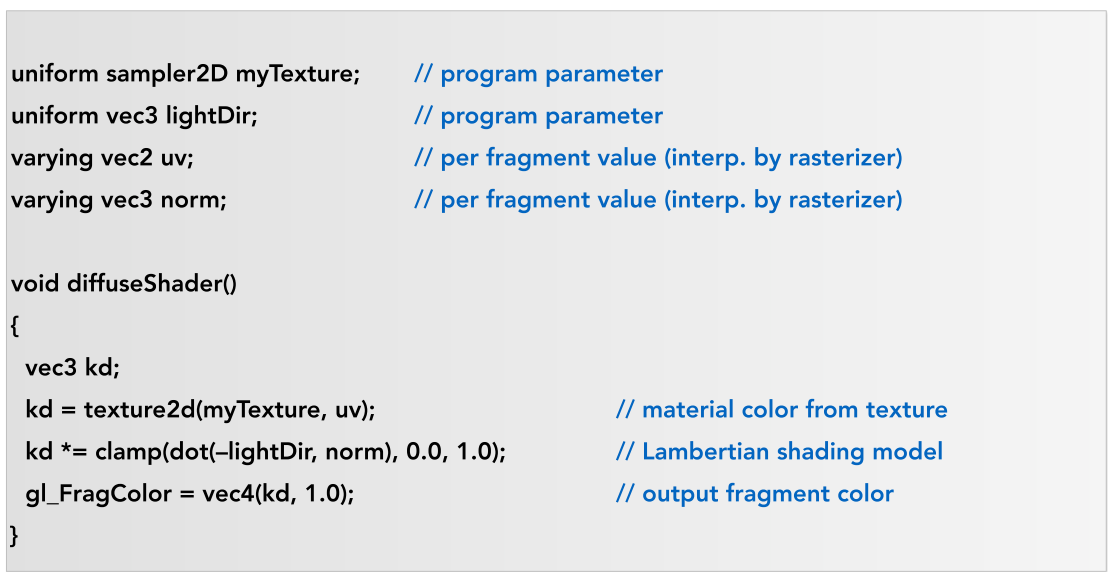 uniform sampler2D myTexture; // program parameter
uniform vec3 lightDir; // program parameter
varying vec2 uv; // per fragment value (interp. by rasterizer)
varying vec3 norm; // per fragment value (interp. by rasterizer)
void diffuseShader()
{
vec3 kd;
kd = texture2d(myTexture, uv); // material color from texture
kd *= clamp(dot(–lightDir, norm), 0.0, 1.0); // Lambertian shading model
gl_FragColor = vec4(kd, 1.0); // output fragment color
}